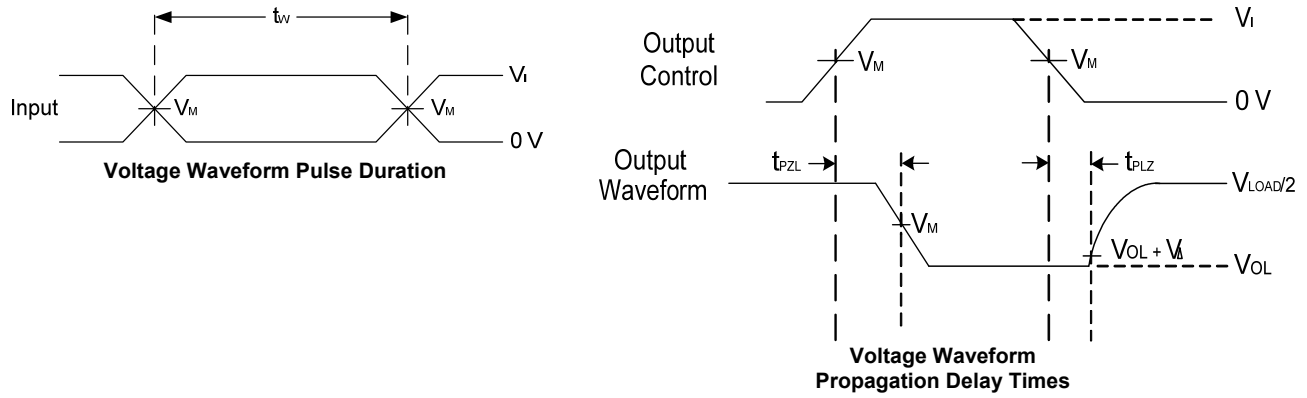 tW
Input
VM
VM
VI
0 V
Voltage Waveform Pulse Duration
Output
Control
VM
VM
VI
0 V
Output
Waveform
tPZL
tPLZ
VM
VLOAD/2
VOL + VΔ
VOL
Voltage Waveform
Propagation Delay Times